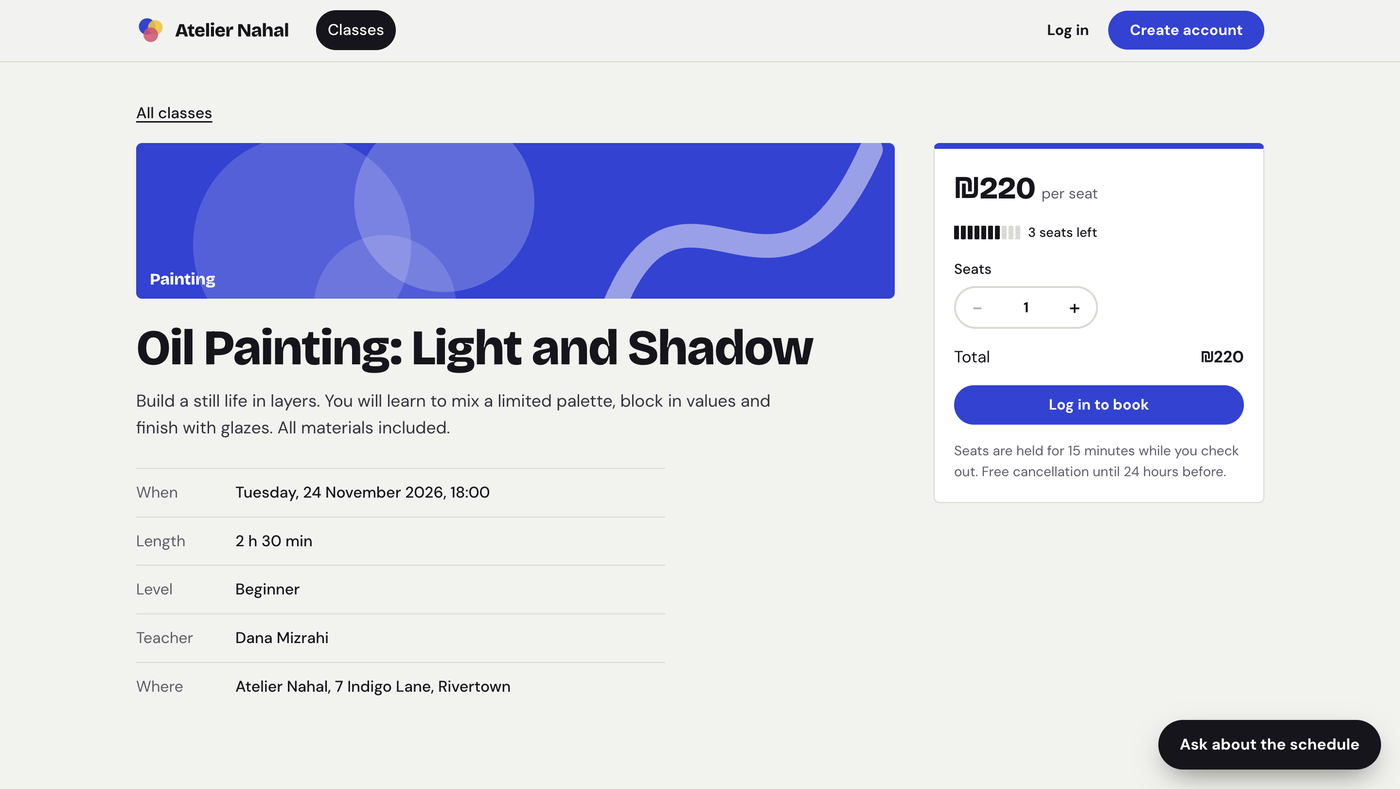 Atelier Nahal
Classes
Log in
Create account
All classes
Painting
Oil Painting: Light and Shadow
Build a still life in layers. You will learn to mix a limited palette, block in values and
finish with glazes. All materials included.
When Tuesday, 24 November 2026, 18:00
Length 2 h 30 min
Level Beginner
Teacher Dana Mizrahi
Where Atelier Nahal, 7 Indigo Lane, Rivertown
₪220 per seat
3 seats left
Seats
− 1 +
Total ₪220
Log in to book
Seats are held for 15 minutes while you check
out. Free cancellation until 24 hours before.
Ask about the schedule